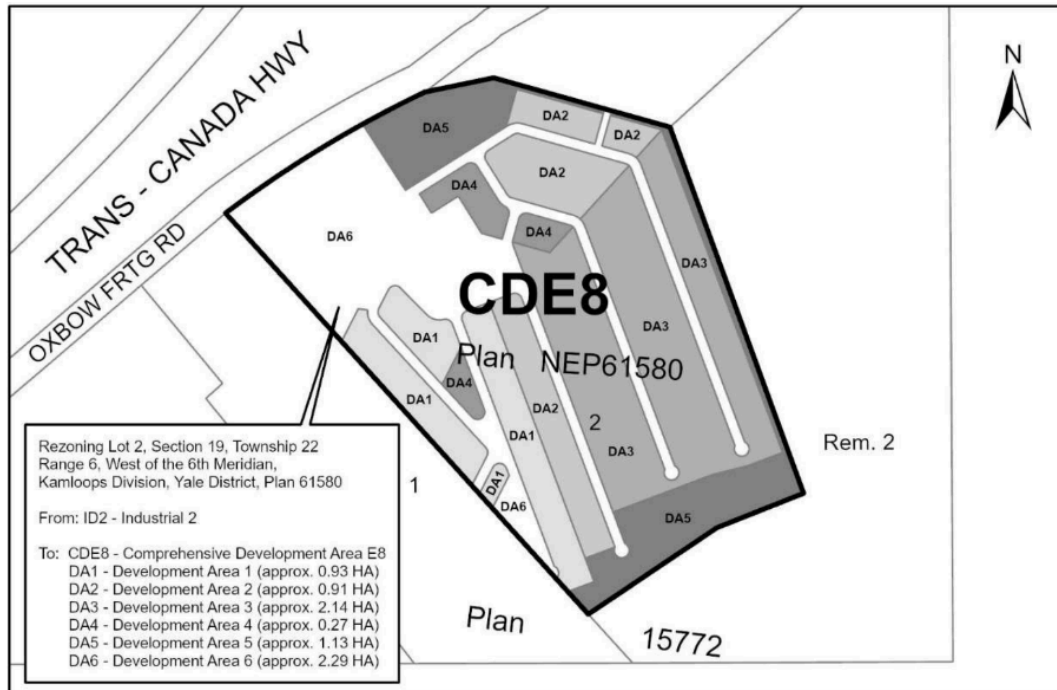 N
TRANS - CANADA HWY
OXBOW FRTG RD
DA5
DA2
DA2
DA2
DA4
DA4
DA6
DA3
CDE8
DA3
DA1
Plan NEP61580
DA4
DA1
DA2
2
DA1
DA3
Rem. 2
1
DA1
DA6
DA5
Plan
15772
Rezoning Lot 2, Section 19, Township 22
Range 6, West of the 6th Meridian,
Kamloops Division, Yale District, Plan 61580
From: ID2 - Industrial 2
To: CDE8 - Comprehensive Development Area E8
DA1 - Development Area 1 (approx. 0.93 HA)
DA2 - Development Area 2 (approx. 0.91 HA)
DA3 - Development Area 3 (approx. 2.14 HA)
DA4 - Development Area 4 (approx. 0.27 HA)
DA5 - Development Area 5 (approx. 1.13 HA)
DA6 - Development Area 6 (approx. 2.29 HA)